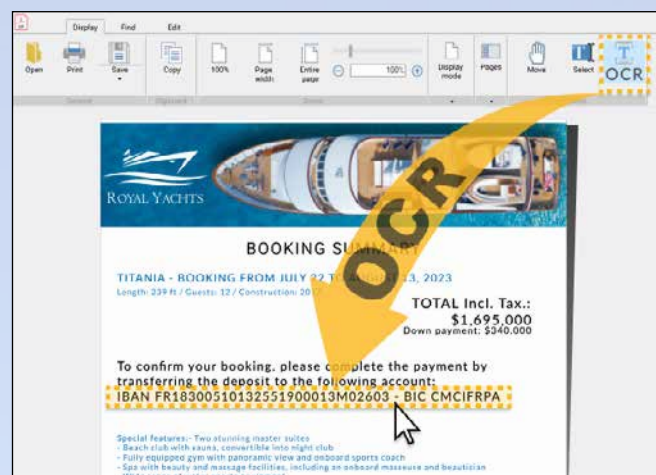 Display Find Edit
Open Print Save Copy 100% Page width Entire page 100% Display mode Pages Move Select OCR
ROYAL YACHTS
OCR
BOOKING SUMMARY
TITANIA - BOOKING FROM JULY 22 TO AUGUST 13, 2023
Length: 239 ft / Guests: 12 / Construction:
TOTAL Incl. Tax.:
$1,695,000
Down payment: $340,000
To confirm your booking, please complete the payment by
transferring the deposit to the following account:
IBAN FR18300510132551900013M02603 - BIC CMCIFRPA
Special features:- Two stunning master suites
- Beach club with sauna, convertible into night club
- Fully equipped gym with panoramic view and onboard sports coach
- Spa with beauty and massage facilities, including an onboard masseuse and beautician